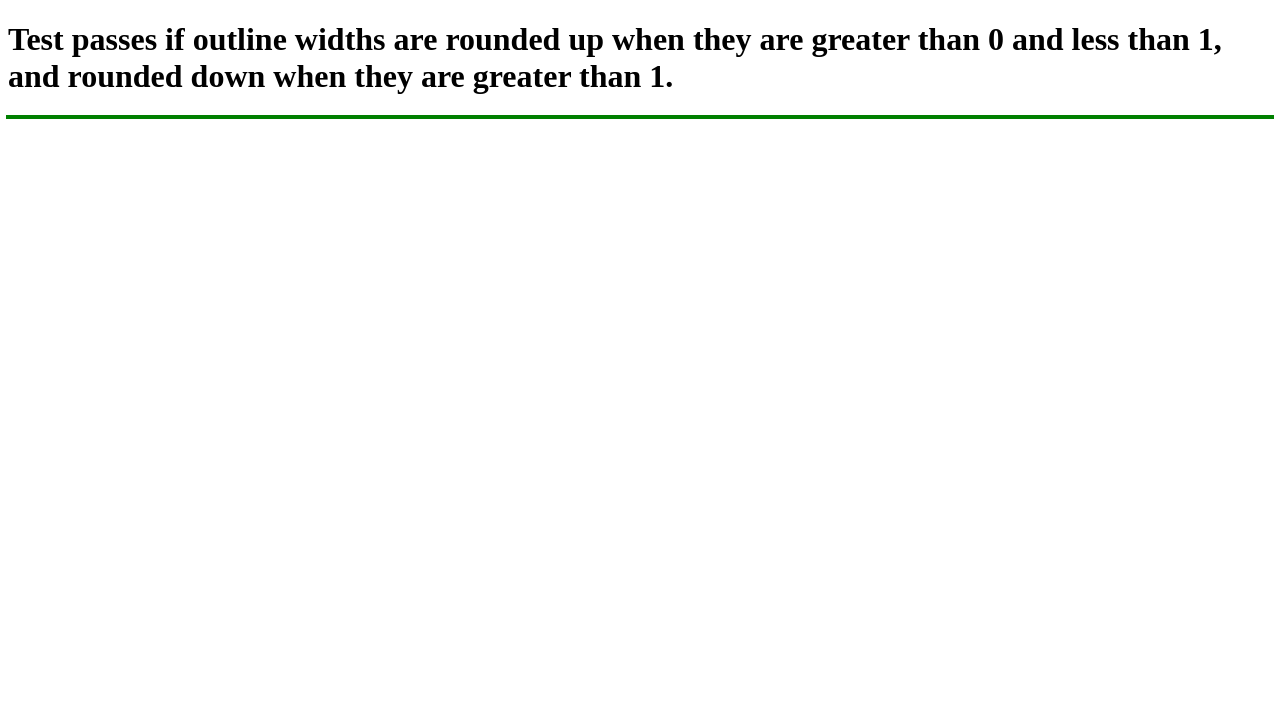 Test passes if outline widths are rounded up when they are greater than 0 and less than 1,
and rounded down when they are greater than 1.